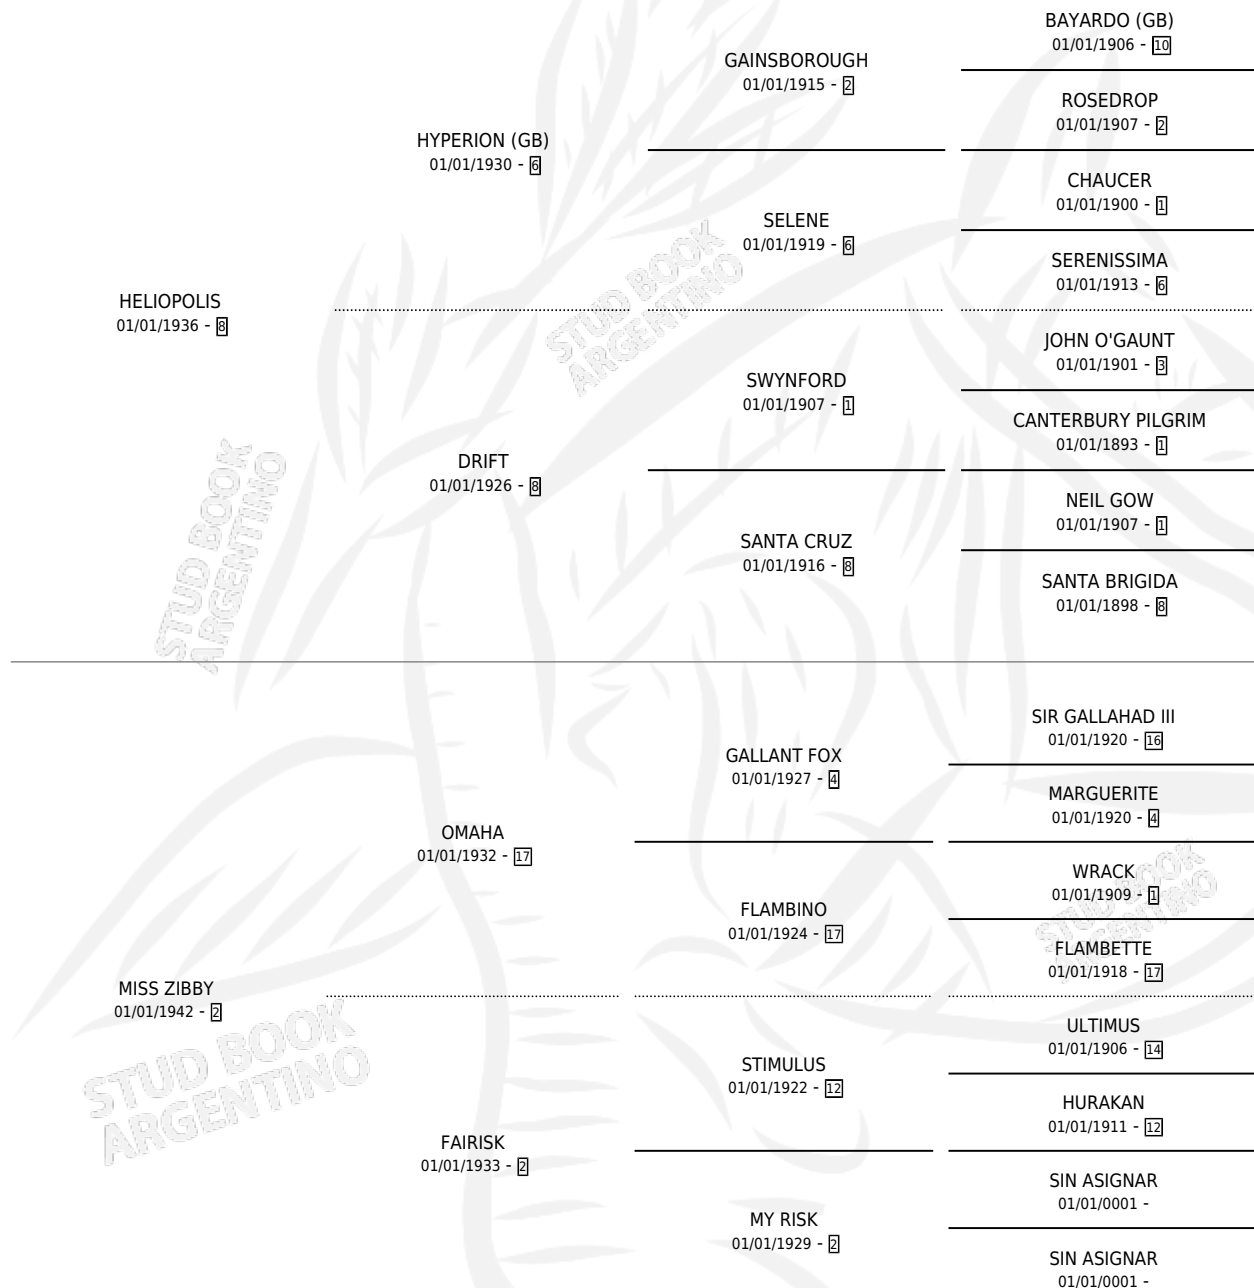 BAYARDO (GB)
01/01/1906 - 10
GAINSBOROUGH
01/01/1915 - 2
ROSEDROP
01/01/1907 - 2
HYPERION (GB)
01/01/1930 - 6
CHAUCER
01/01/1900 - 1
SELENE
01/01/1919 - 6
SERENISSIMA
01/01/1913 - 6
HELIOPOLIS
01/01/1936 - 8
JOHN O'GAUNT
01/01/1901 - 3
SWYNFORD
01/01/1907 - 1
CANTERBURY PILGRIM
01/01/1893 - 1
DRIFT
01/01/1926 - 8
NEIL GOW
01/01/1907 - 1
SANTA CRUZ
01/01/1916 - 8
SANTA BRIGIDA
01/01/1898 - 8
SIR GALLAHAD III
01/01/1920 - 16
GALLANT FOX
01/01/1927 - 4
MARGUERITE
01/01/1920 - 4
OMAHA
01/01/1932 - 17
WRACK
01/01/1909 - 1
FLAMBINO
01/01/1924 - 17
FLAMBETTE
01/01/1918 - 17
MISS ZIBBY
01/01/1942 - 2
ULTIMUS
01/01/1906 - 14
STIMULUS
01/01/1922 - 12
HURAKAN
01/01/1911 - 12
FAIRISK
01/01/1933 - 2
SIN ASIGNAR
01/01/0001 -
MY RISK
01/01/1929 - 2
SIN ASIGNAR
01/01/0001 -
STUD BOOK
ARGENTINO
STUD BOOK
ARGENTINO
STUD BOOK
ARGENTINO
STUD BOOK
ARGENTINO